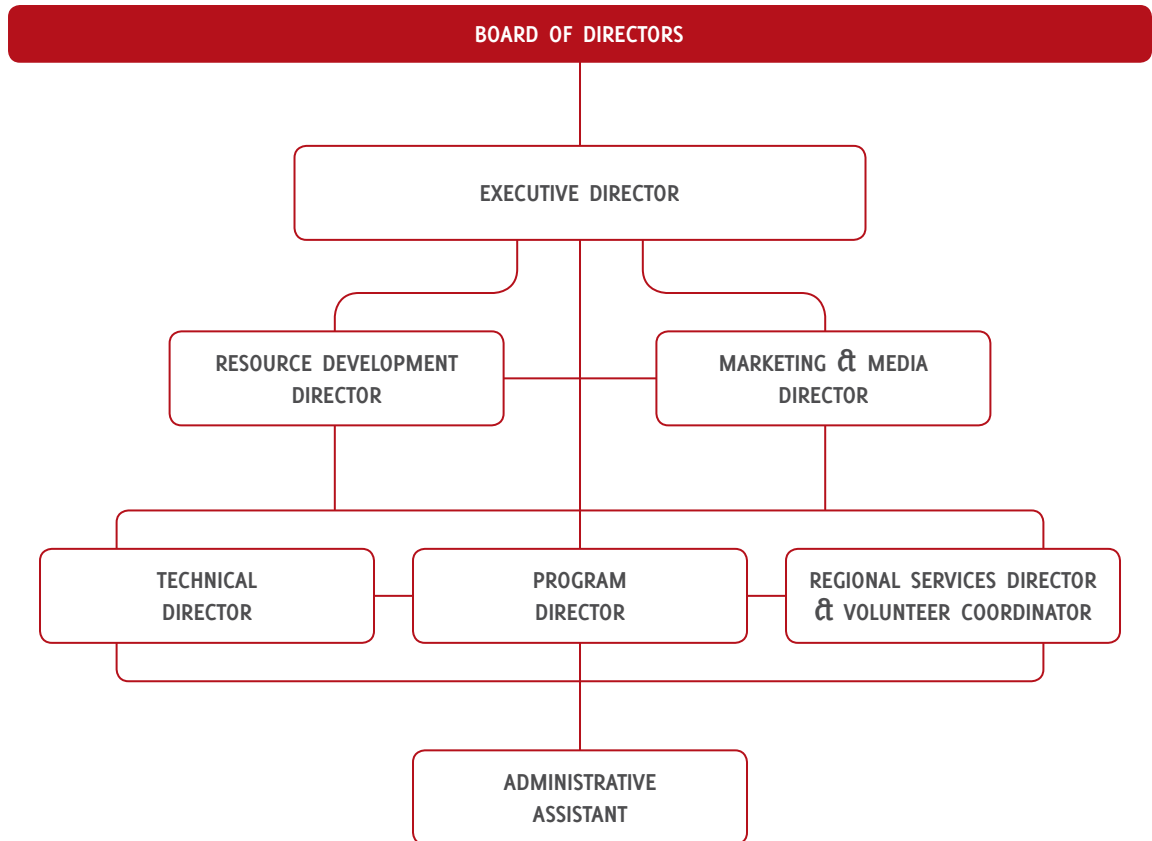 BOARD OF DIRECTORS
EXECUTIVE DIRECTOR
RESOURCE DEVELOPMENT
DIRECTOR
MARKETING & MEDIA
DIRECTOR
TECHNICAL
DIRECTOR
PROGRAM
DIRECTOR
REGIONAL SERVICES DIRECTOR
& VOLUNTEER COORDINATOR
ADMINISTRATIVE
ASSISTANT